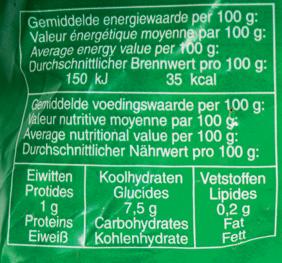 Gemiddelde energiewaarde per 100 g:
Valeur énergétique moyenne par 100 g:
Average energy value per 100 g:
Durchschnittlicher Brennwert pro 100 g:
150 kJ 35 kcal
Gemiddelde voedingswaarde per 100 g:
Valeur nutritive moyenne par 100 g:
Average nutritional value per 100 g:
Durchschnittlicher Nährwert pro 100 g:
Eiwitten Koolhydraten Vetstoffen
Protides Glucides Lipides
1 g 7,5 g 0,2 g
Proteins Carbohydrates Fat
Eiweiß Kohlenhydrate Fett